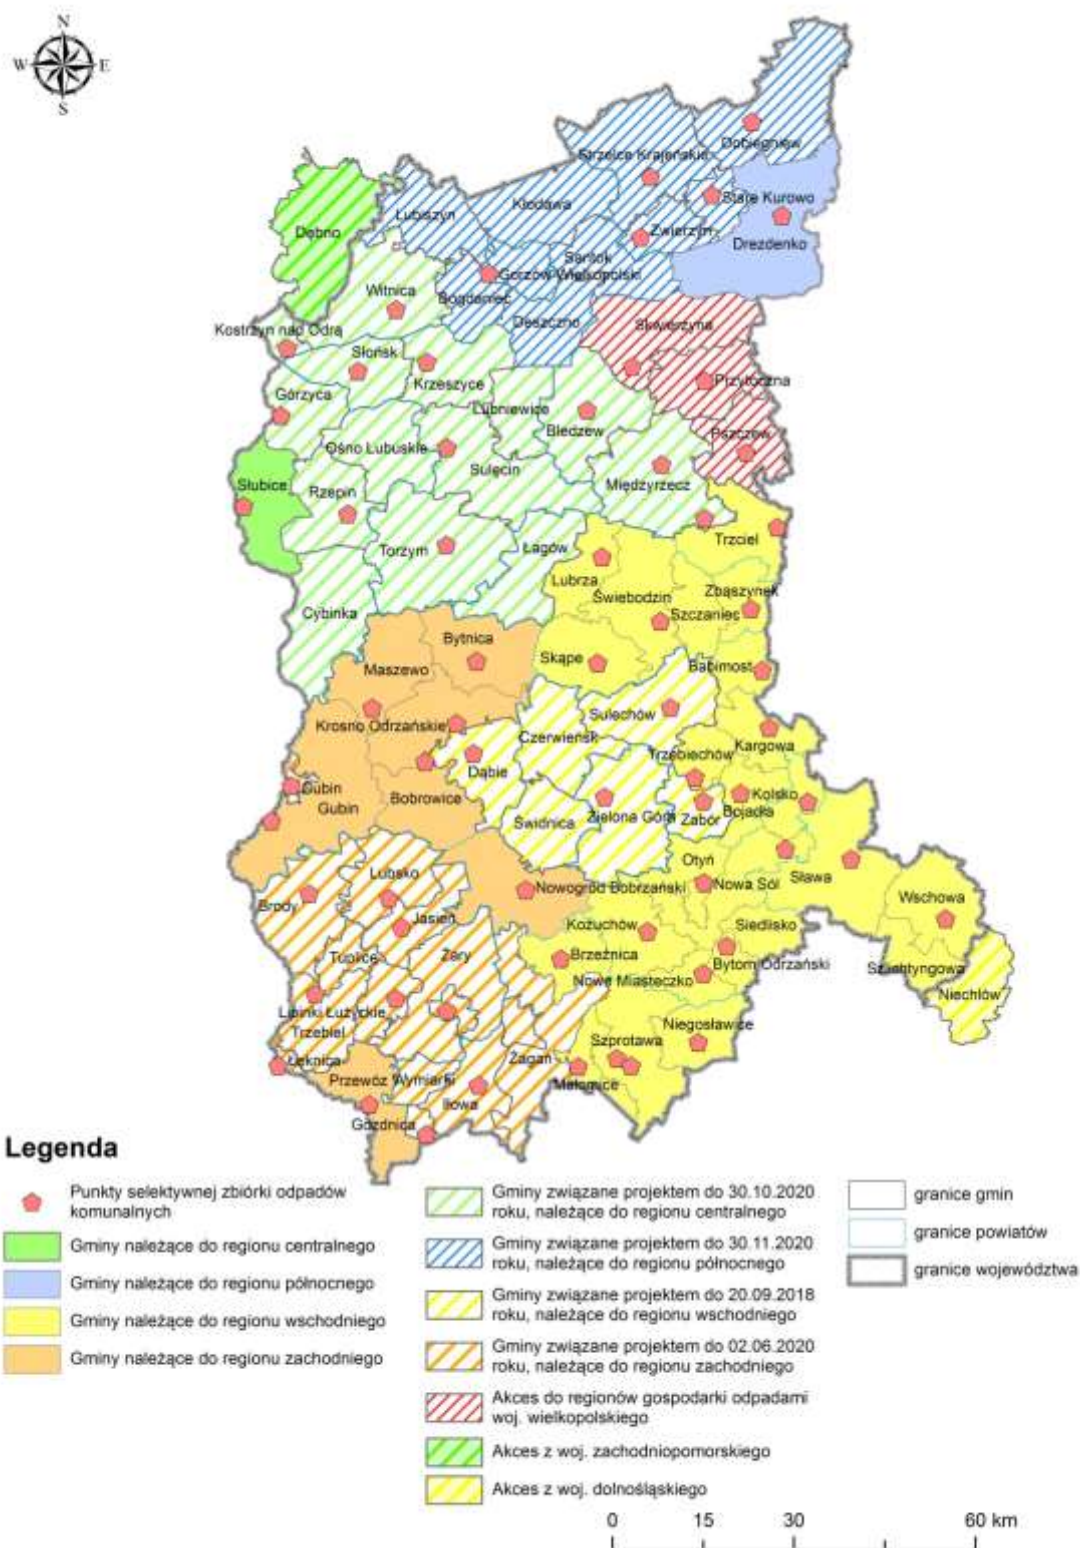 N
W E
S
Dobiegniew
Strzelce Krajeńskie
Stare Kurowo
Kłodawa
Lubiszyn
Zwierzyn
Dębno
Drezdenko
Santok
Gorzów Wielkopolski
Witnica
Bogdaniec
Deszczno
Skwierzyna
Kostrzyn nad Odrą
Słońsk
Krzeszyce
Przytoczna
Górzyca
Lubniewice
Bledzew
Pszczew
Ośno Lubuskie
Sulęcin
Słubice
Rzepin
Międzyrzecz
Torzym
Łagów
Trzciel
Lubrza
Świebodzin
Zbąszynek
Cybinka
Szczaniec
Bytnica
Skąpe
Maszewo
Babimost
Krosno Odrzańskie
Sulechów
Czerwieńsk
Trzebiechów
Kargowa
Dąbie
Gubin
Gubin
Bobrowice
Kolsko
Świdnica
Zielona Góra
Zabór
Bojadła
Otyń
Lubsko
Nowogród Bobrzański
Nowa Sól
Sława
Brody
Wschowa
Jasień
Kożuchów
Siedlisko
Tuplice
Żary
Brzeźnica
Bytom Odrzański
Szlichtyngowa
Nowe Miasteczko
Niechlów
Lipinki Łużyckie
Trzebiel
Niegosławice
Szprotawa
Łęknica
Żagań
Przewóz
Wymiarki
Małomice
Iłowa
Gozdnica
Legenda
Punkty selektywnej zbiórki odpadów
komunalnych
Gminy należące do regionu centralnego
Gminy należące do regionu północnego
Gminy należące do regionu wschodniego
Gminy należące do regionu zachodniego
Gminy związane projektem do 30.10.2020
roku, należące do regionu centralnego
Gminy związane projektem do 30.11.2020
roku, należące do regionu północnego
Gminy związane projektem do 20.09.2018
roku, należące do regionu wschodniego
Gminy związane projektem do 02.06.2020
roku, należące do regionu zachodniego
Akces do regionów gospodarki odpadami
woj. wielkopolskiego
Akces z woj. zachodniopomorskiego
Akces z woj. dolnośląskiego
granice gmin
granice powiatów
granice województwa
0 15 30 60 km